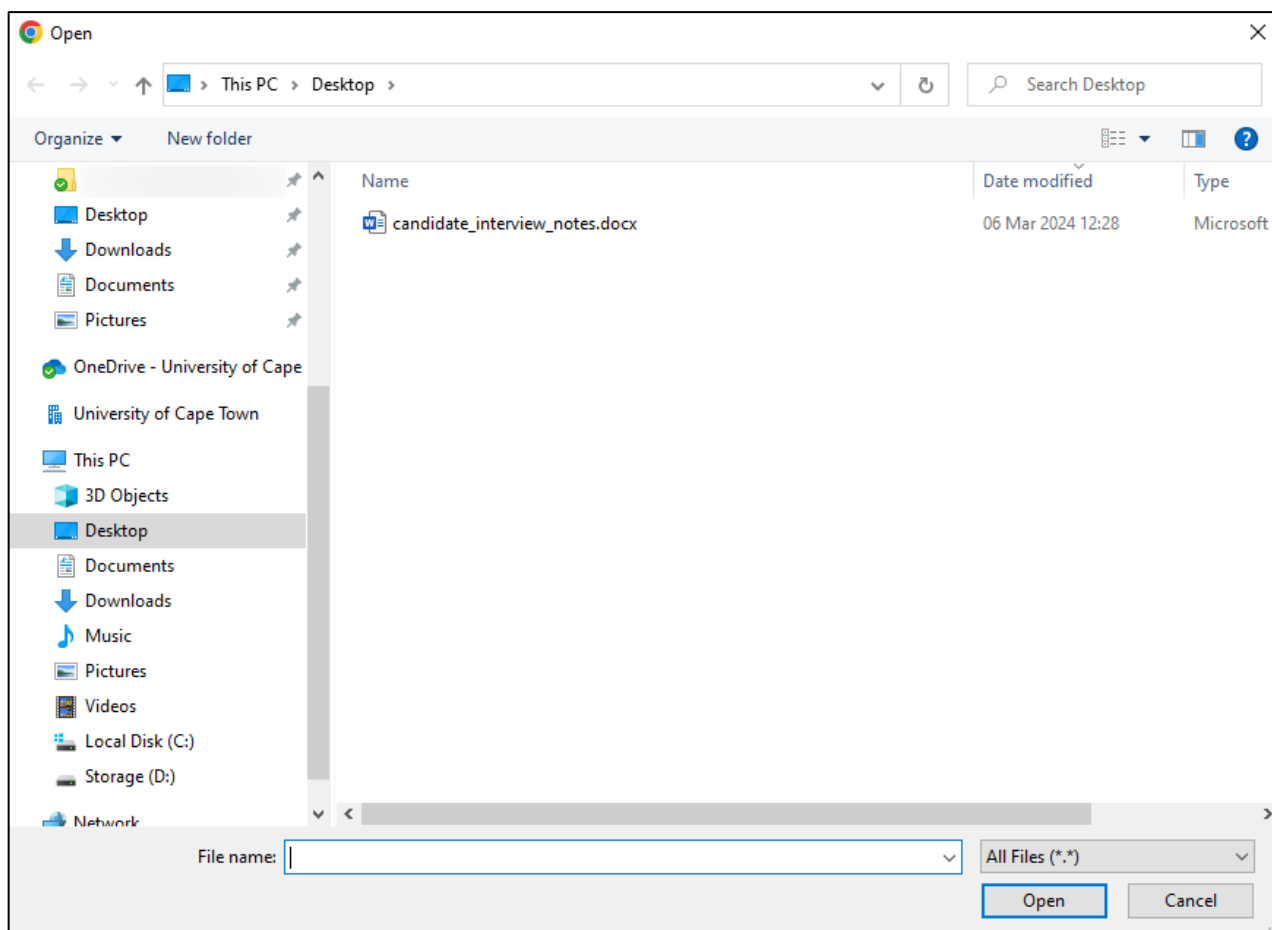 Open
This PC > Desktop >
Search Desktop
Organize
New folder
Name
Date modified
Type
candidate_interview_notes.docx
06 Mar 2024 12:28
Microsoft
Desktop
Downloads
Documents
Pictures
OneDrive - University of Cape
University of Cape Town
This PC
3D Objects
Desktop
Documents
Downloads
Music
Pictures
Videos
Local Disk (C:)
Storage (D:)
Network
File name:
All Files (*.*)
Open
Cancel